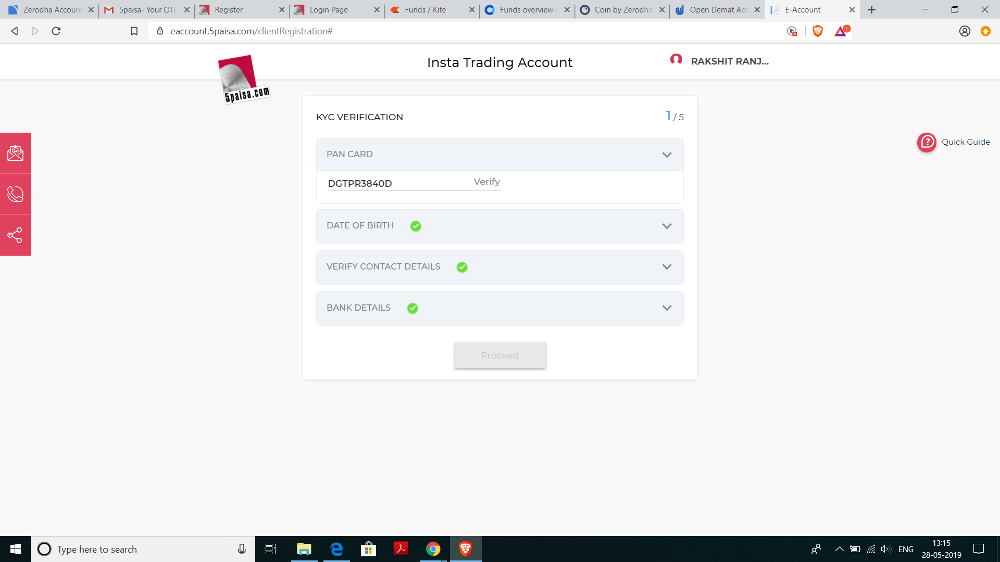 Zerodha Account
5paisa- Your OTP
Register
Login Page
Funds / Kite
Funds overview /
Coin by Zerodha
Open Demat Acc
E-Account
eaccount.5paisa.com/clientRegistration#
1
5paisa.com
Insta Trading Account
RAKSHIT RANJ...
KYC VERIFICATION
1 / 5
PAN CARD
DGTPR3840D
Verify
DATE OF BIRTH
VERIFY CONTACT DETAILS
BANK DETAILS
Proceed
Quick Guide
Type here to search
ENG
13:15
28-05-2019